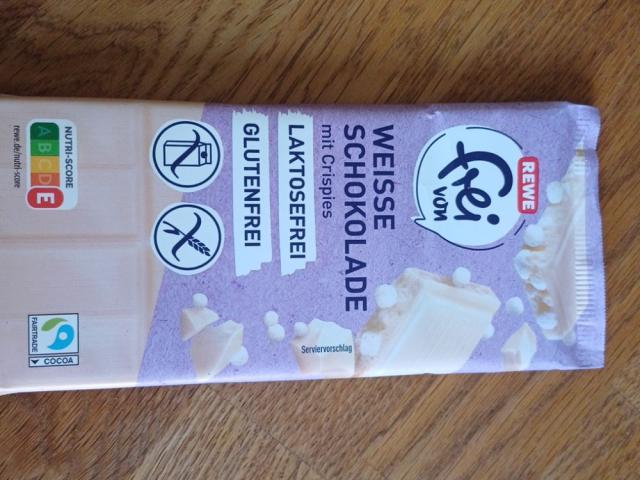 REWE
frei
von
WEISSE
SCHOKOLADE
mit Crispies
LAKTOSEFREI
GLUTENFREI
Serviervorschlag
NUTRI-SCORE
A B C D E
rewe.de/nutri-score
FAIRTRADE
COCOA